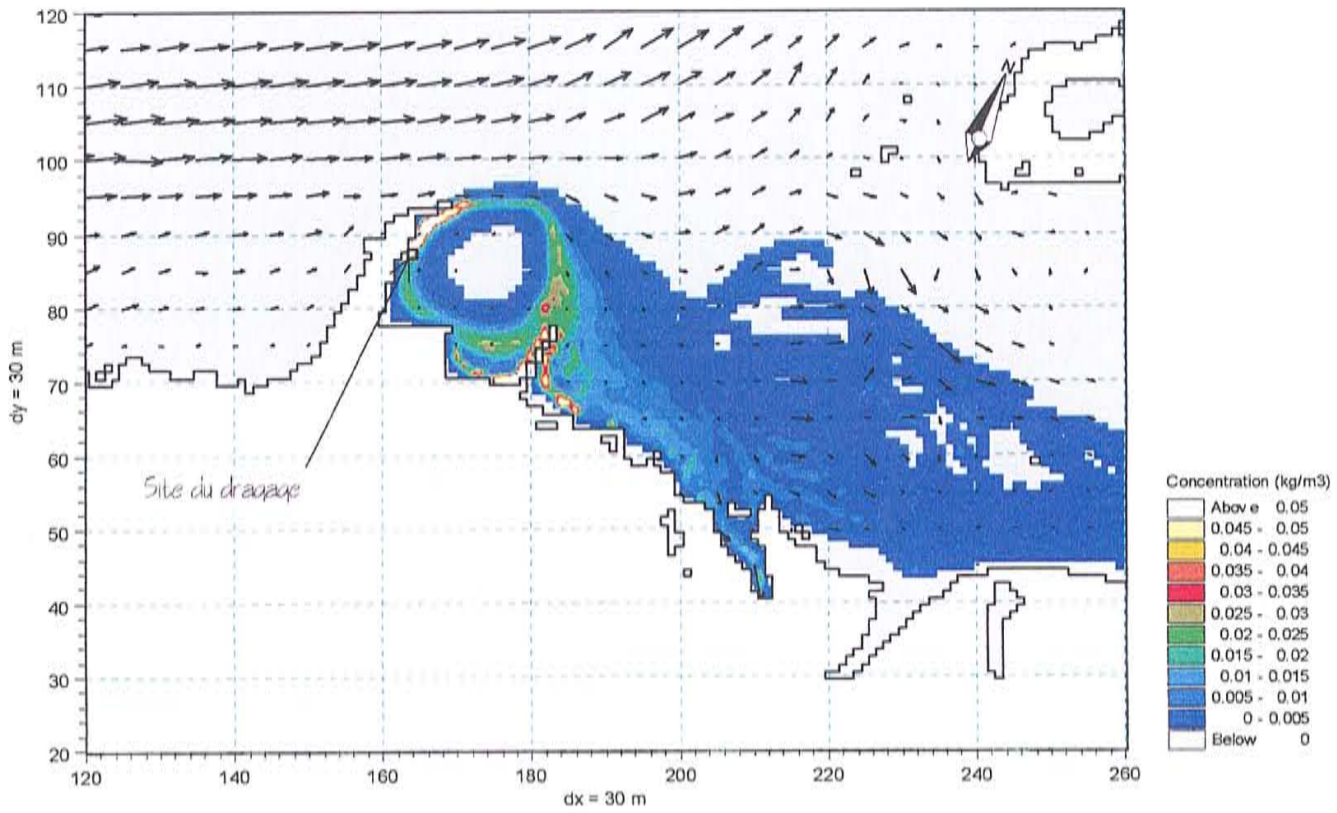 120
110
100
90
80
70
60
50
40
30
20
dy = 30 m
120 140 160 180 200 220 240 260
dx = 30 m
N
Site du dragage
Concentration (kg/m3)
Above 0.05
0.045 - 0.05
0.04 - 0.045
0.035 - 0.04
0.03 - 0.035
0.025 - 0.03
0.02 - 0.025
0.015 - 0.02
0.01 - 0.015
0.005 - 0.01
0 - 0.005
Below 0